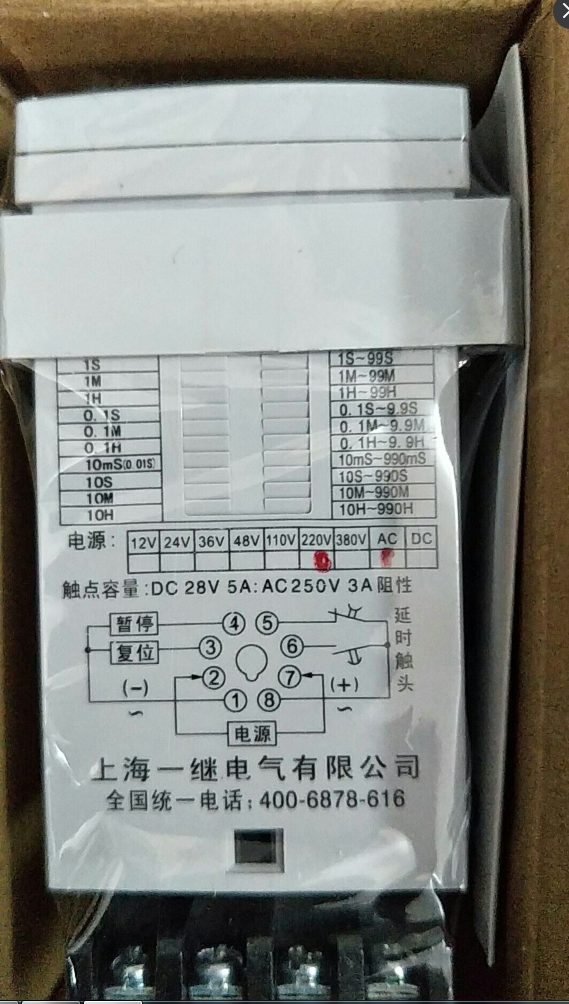 1S 1S~99S
1M 1M~99M
1H 1H~99H
0.1S 0.1S~9.9S
0.1M 0.1M~9.9M
0.1H 0.1H~9.9H
10mS(0.01S) 10mS~990mS
10S 10S~990S
10M 10M~990M
10H 10H~990H
电源: 12V 24V 36V 48V 110V 220V 380V AC DC
触点容量:DC 28V 5A:AC250V 3A 阻性
暂停 ④ ⑤
复位 ③ ⑥
② ⑦
(-) (+)
~ ① ⑧ ~
电源
延时触头
上海一继电气有限公司
全国统一电话:400-6878-616